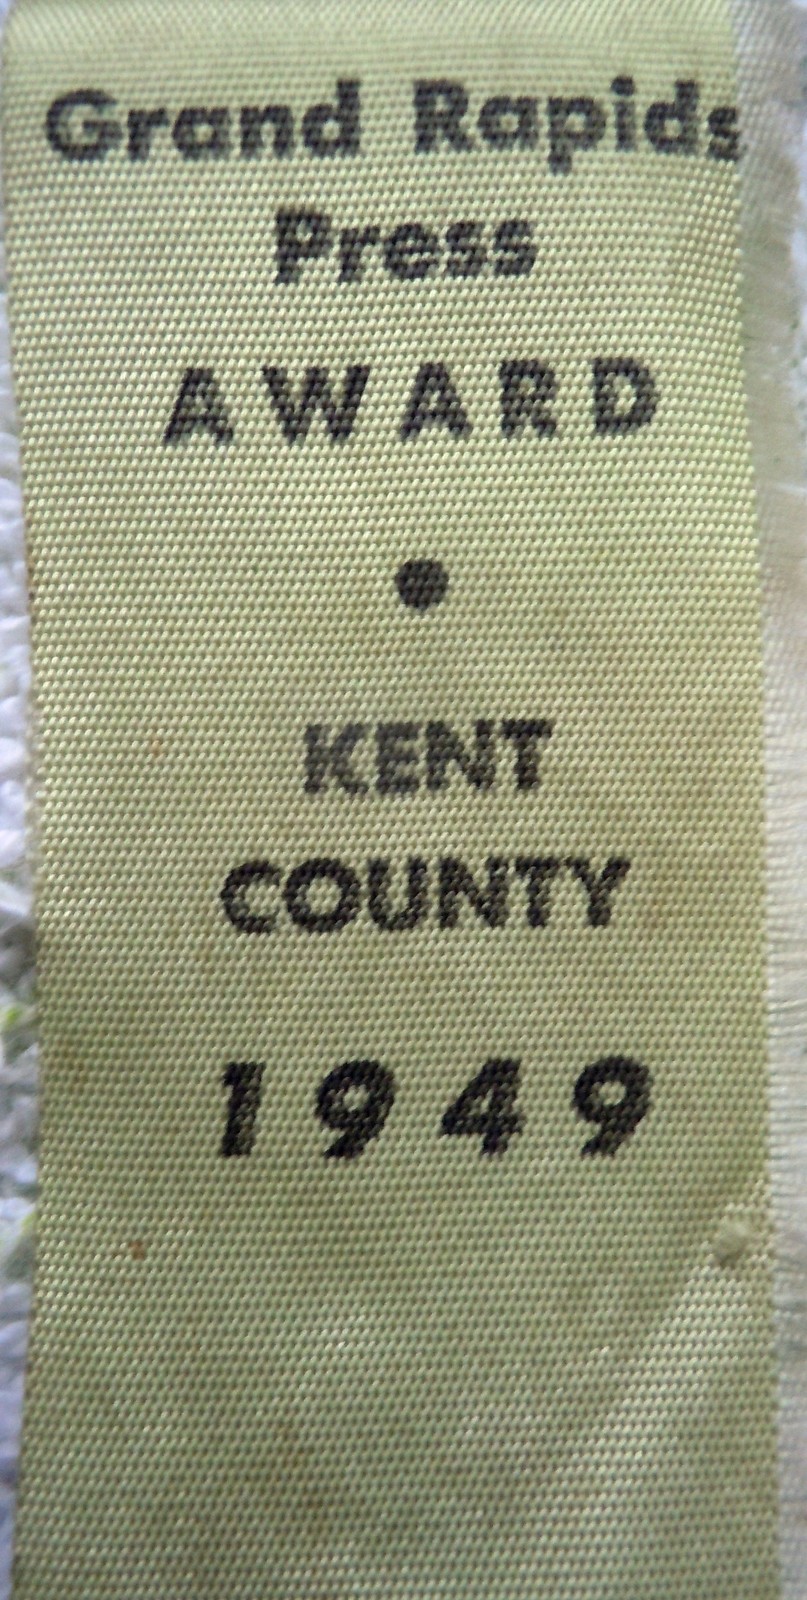 Grand Rapids
Press
AWARD
•
KENT
COUNTY
1949